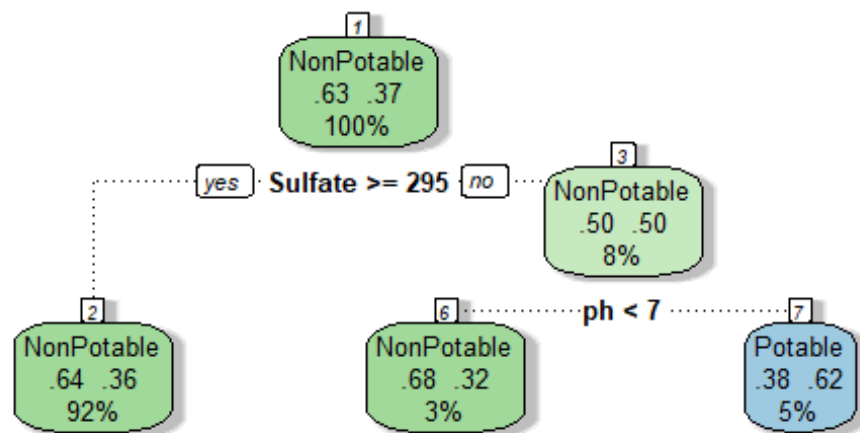 1
NonPotable
.63 .37
100%
yes Sulfate >= 295 no
3
NonPotable
.50 .50
8%
2
NonPotable
.64 .36
92%
6 ph < 7 7
NonPotable
.68 .32
3%
Potable
.38 .62
5%